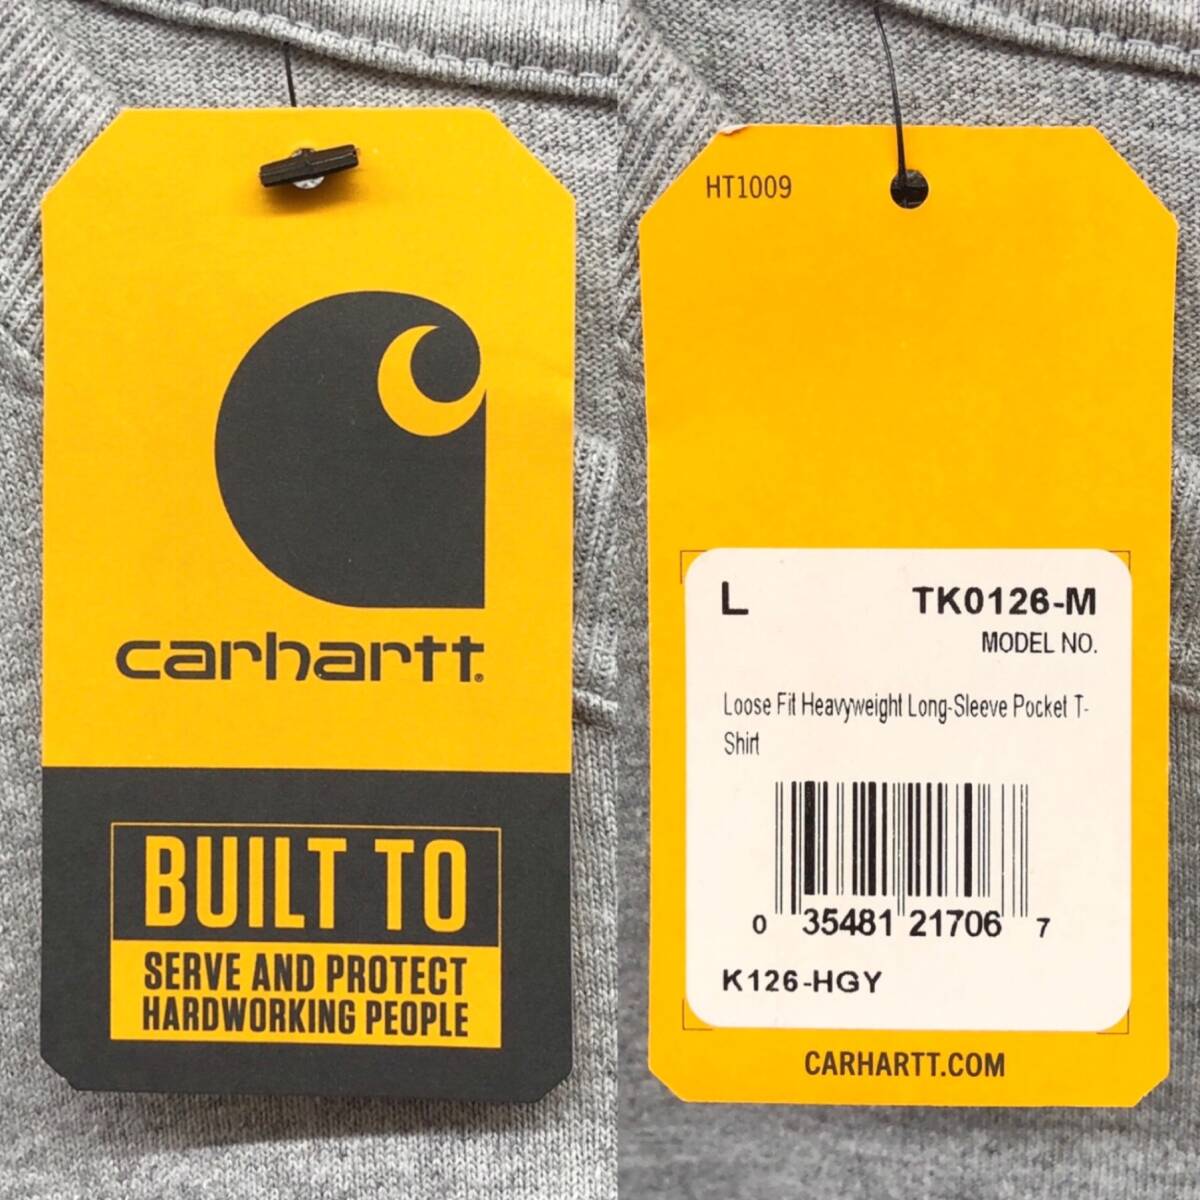 carhartt®
BUILT TO
SERVE AND PROTECT
HARDWORKING PEOPLE
HT1009
L TK0126-M
MODEL NO.
Loose Fit Heavyweight Long-Sleeve Pocket T-
Shirt
0 35481 21706 7
K126-HGY
CARHARTT.COM